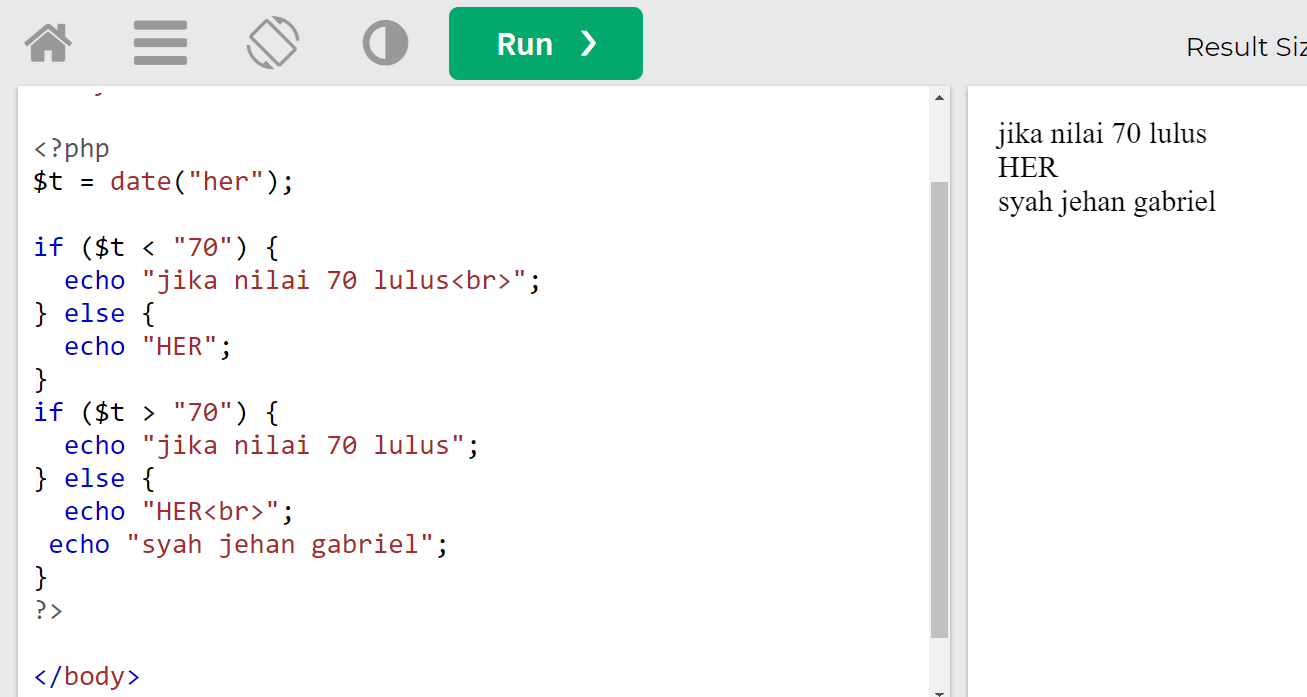 Run ❯
Result Siz
<?php
$t = date("her");
if ($t < "70") {
  echo "jika nilai 70 lulus<br>";
} else {
  echo "HER";
}
if ($t > "70") {
  echo "jika nilai 70 lulus";
} else {
  echo "HER<br>";
 echo "syah jehan gabriel";
}
?>
</body>
jika nilai 70 lulus
HER
syah jehan gabriel